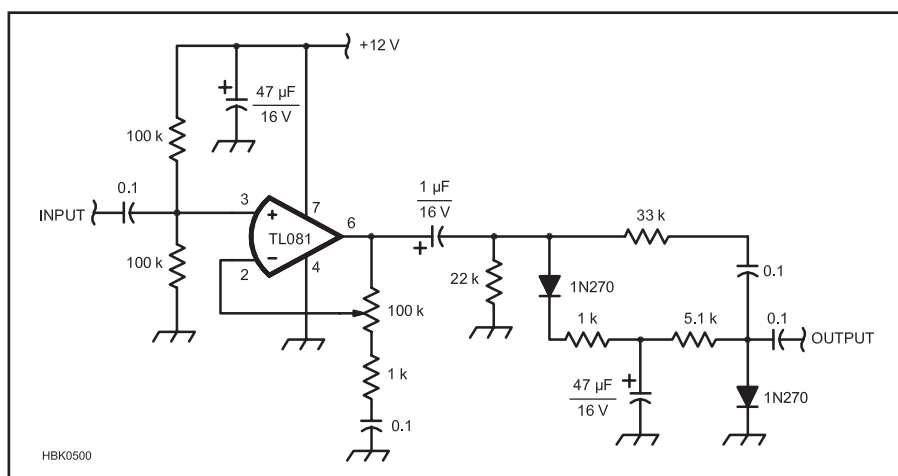 +12 V
+
47 µF
16 V
100 k
0.1
INPUT
3
+
7
TL081
6
−
2
4
100 k
1 µF
16 V
+
33 k
22 k
1N270
0.1
100 k
1 k
5.1 k
0.1
OUTPUT
1 k
47 µF
16 V
+
1N270
0.1
HBK0500